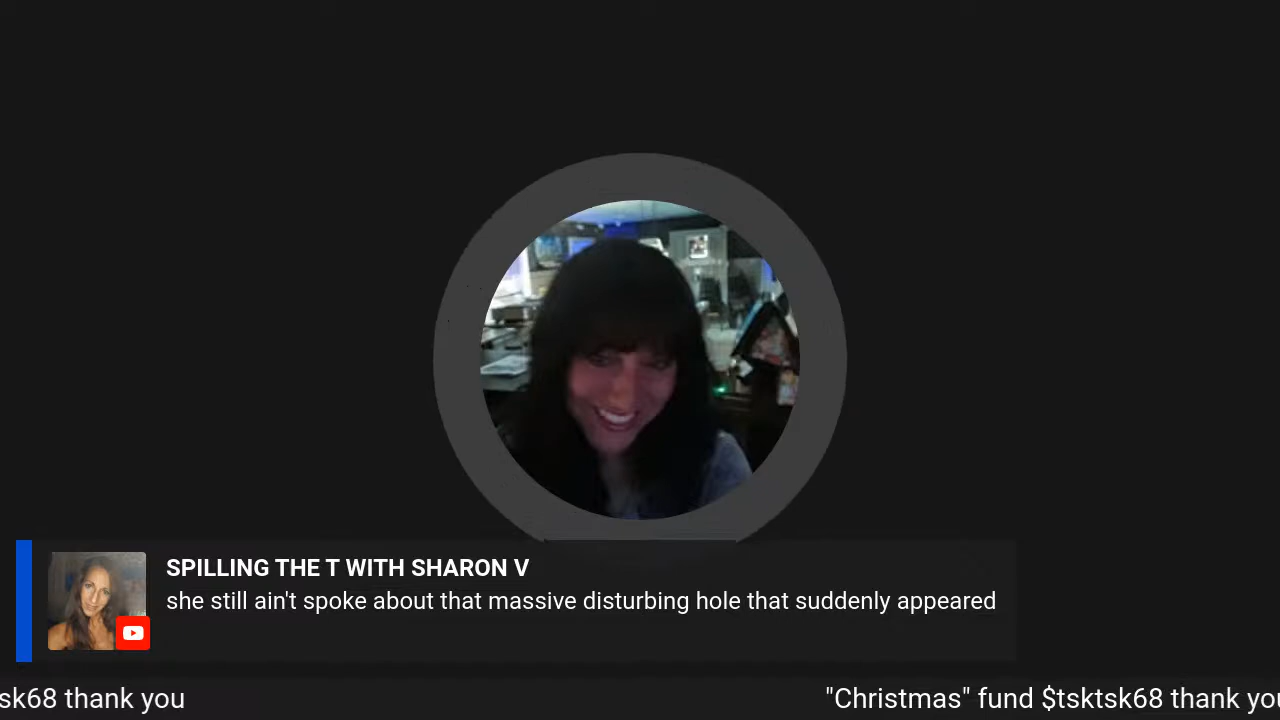 SPILLING THE T WITH SHARON V
she still ain't spoke about that massive disturbing hole that suddenly appeared
sk68 thank you "Christmas" fund $tsktsk68 thank you